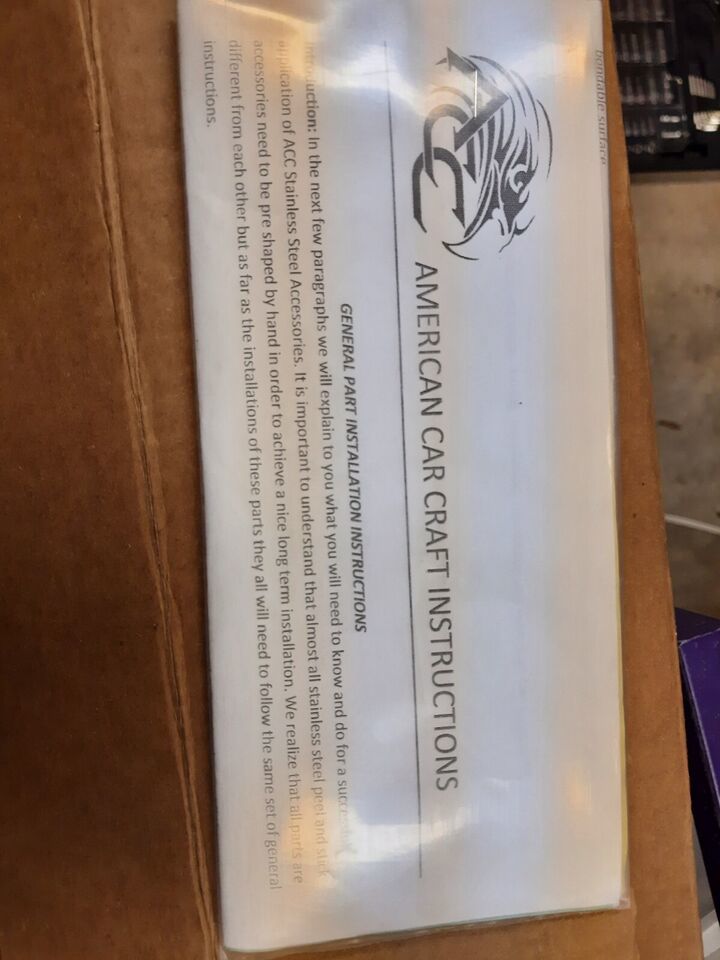 bondable surface
ACC
AMERICAN CAR CRAFT INSTRUCTIONS
GENERAL PART INSTALLATION INSTRUCTIONS
Introduction: In the next few paragraphs we will explain to you what you will need to know and do for a successful
application of ACC Stainless Steel Accessories. It is important to understand that almost all stainless steel peel and stick
accessories need to be pre shaped by hand in order to achieve a nice long term installation. We realize that all parts are
different from each other but as far as the installations of these parts they all will need to follow the same set of general
instructions.